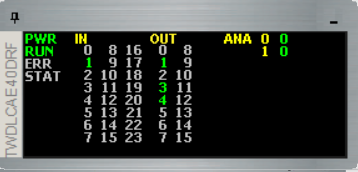 TWDLCAE40DRF
PWR IN OUT ANA 0 0
RUN 0 8 16 0 8 1 0
ERR 1 9 17 1 9
STAT 2 10 18 2 10
3 11 19 3 11
4 12 20 4 12
5 13 21 5 13
6 14 22 6 14
7 15 23 7 15